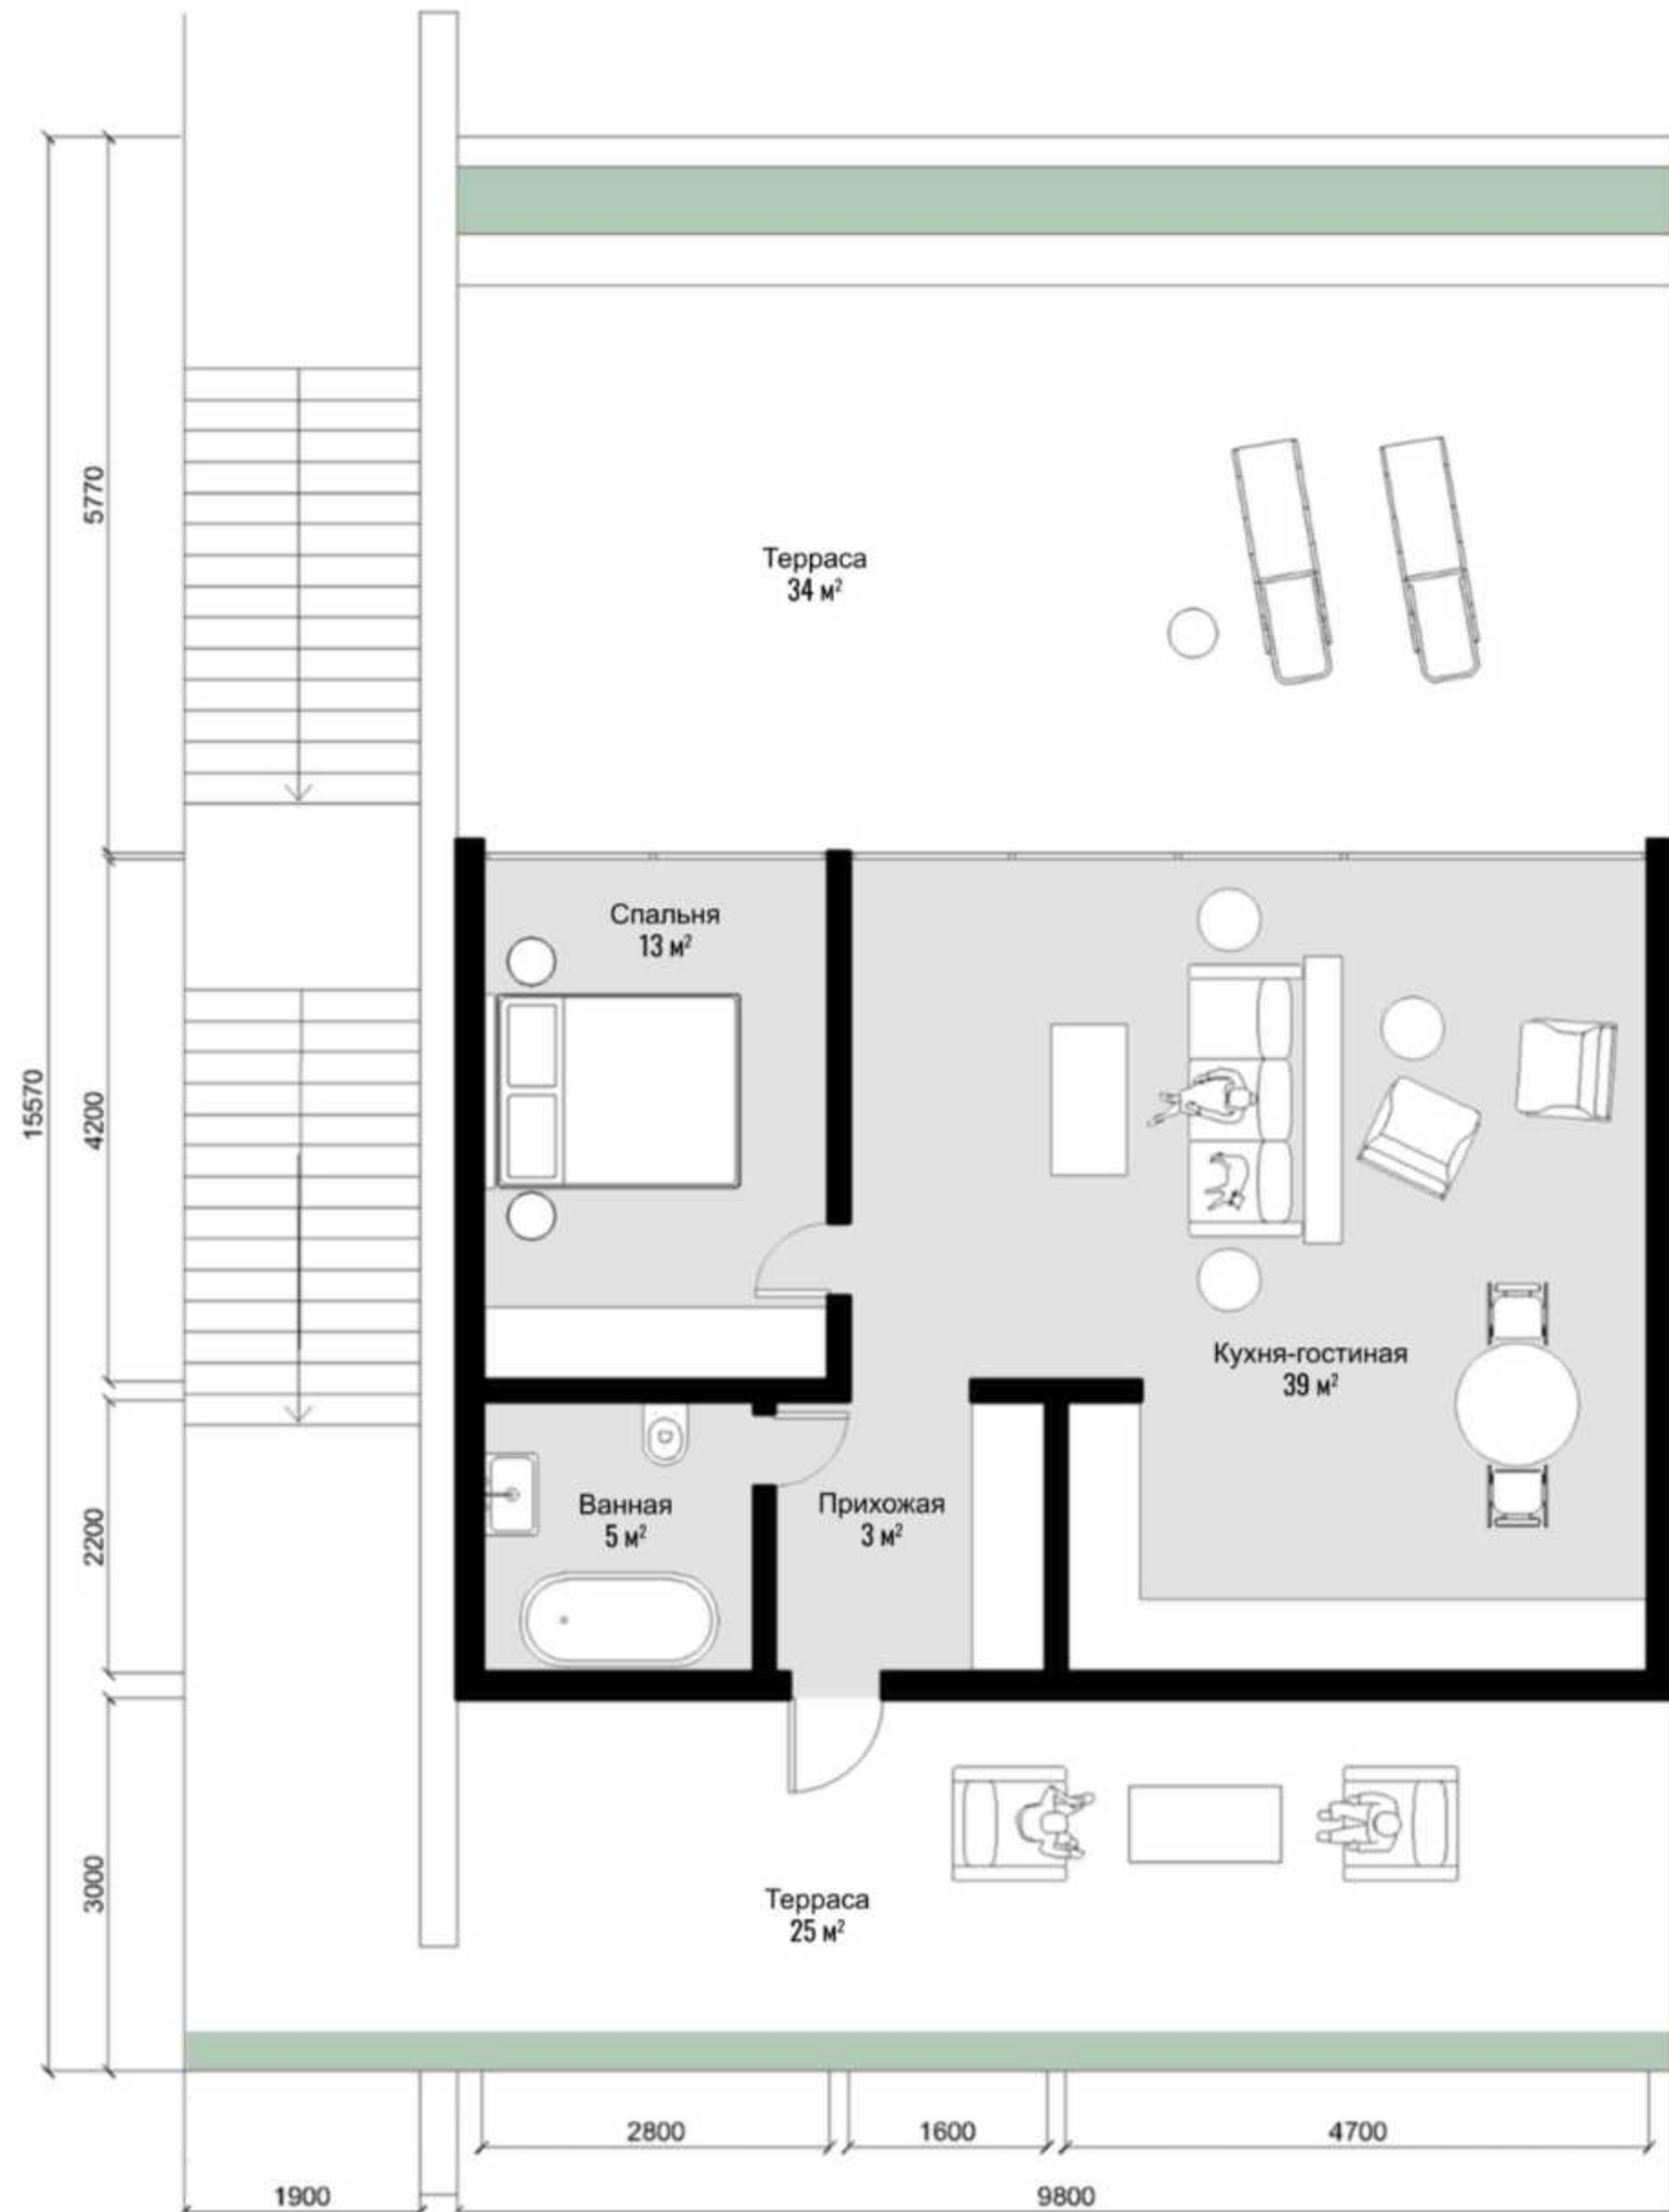 5770
Терраса
34 м²
Спальня
13 м²
15570
4200
Кухня-гостиная
39 м²
2200
Ванная
5 м²
Прихожая
3 м²
3000
Терраса
25 м²
2800
1600
4700
1900
9800